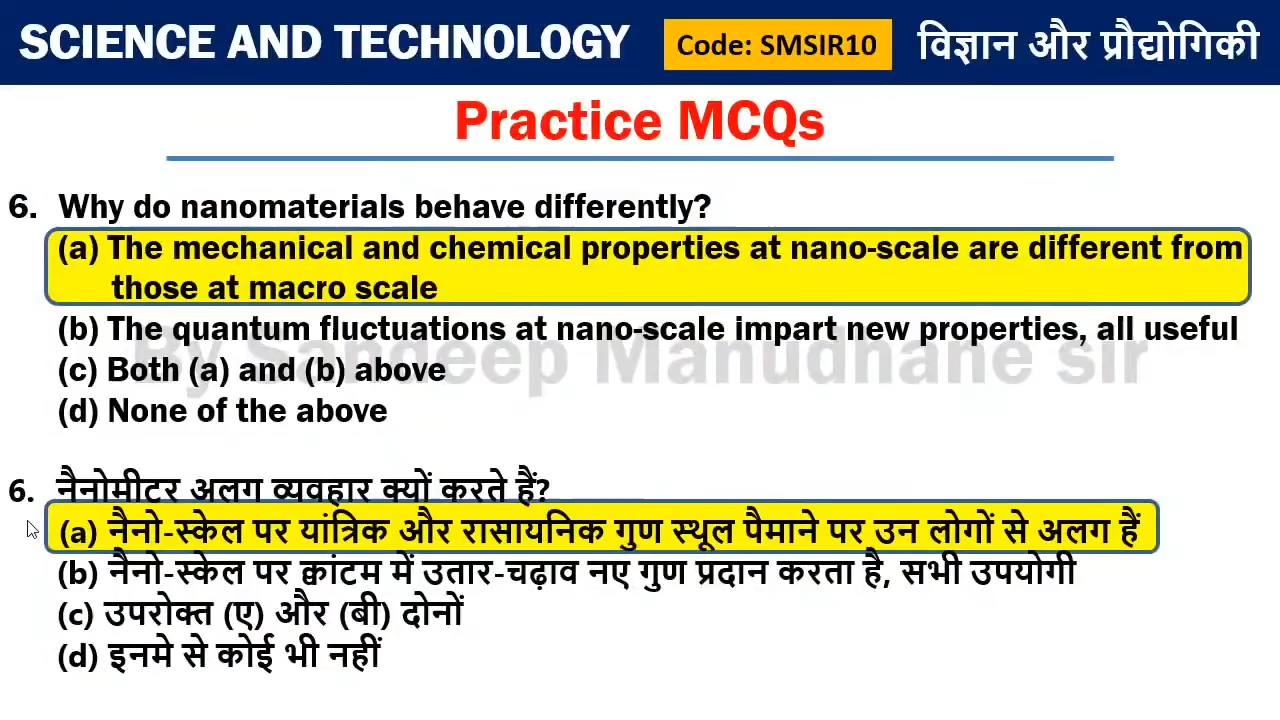 SCIENCE AND TECHNOLOGY Code: SMSIR10 विज्ञान और प्रौद्योगिकी
Practice MCQs
6. Why do nanomaterials behave differently?
(a) The mechanical and chemical properties at nano-scale are different from
those at macro scale
(b) The quantum fluctuations at nano-scale impart new properties, all useful
By Sandeep Manudhane sir
(c) Both (a) and (b) above
(d) None of the above
6. नैनोमीटर अलग व्यवहार क्यों करते हैं?
(a) नैनो-स्केल पर यांत्रिक और रासायनिक गुण स्थूल पैमाने पर उन लोगों से अलग हैं
(b) नैनो-स्केल पर क्वांटम में उतार-चढ़ाव नए गुण प्रदान करता है, सभी उपयोगी
(c) उपरोक्त (ए) और (बी) दोनों
(d) इनमे से कोई भी नहीं